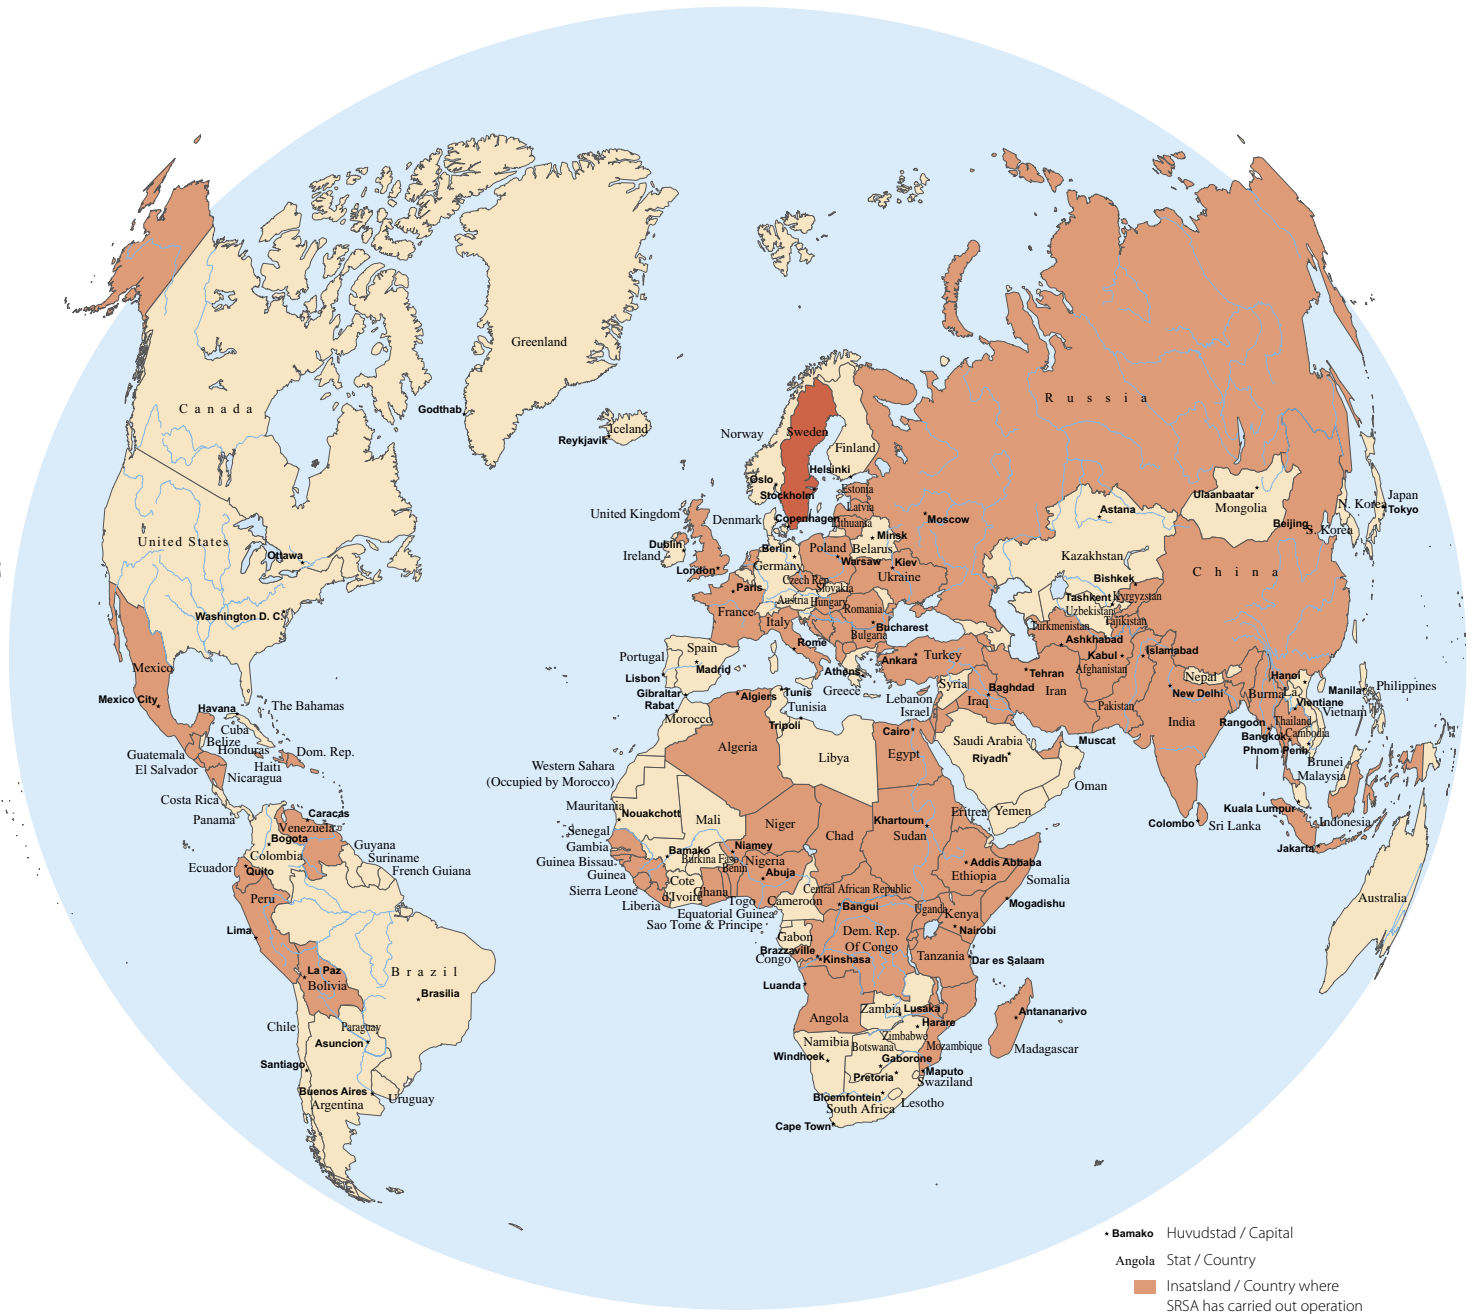 Greenland
Canada
Godthab
Iceland
Reykjavik
Norway
Sweden
Finland
Helsinki
Oslo
Stockholm
Estonia
Latvia
Lithuania
Russia
Moscow
United Kingdom
Denmark
Copenhagen
Minsk
Belarus
Dublin
Ireland
London
Berlin
Germany
Poland
Warsaw
Kiev
Ukraine
Paris
France
Czech Rep.
Slovakia
Austria
Hungary
Romania
Italy
Bucharest
Bulgaria
Rome
Portugal
Spain
Madrid
Lisbon
Gibraltar
Rabat
Morocco
Algiers
Tunis
Tunisia
Tripoli
Athens
Greece
Ankara
Turkey
Lebanon
Israel
Syria
Baghdad
Iraq
Tehran
Iran
Astana
Kazakhstan
Bishkek
Tashkent
Kyrgyzstan
Uzbekistan
Tajikistan
Turkmenistan
Ashkhabad
Kabul
Islamabad
Afghanistan
Pakistan
Ulaanbaatar
Mongolia
Beijing
N. Korea
S. Korea
Japan
Tokyo
China
Nepal
New Delhi
India
Burma
Hanoi
La
Vientiane
Vietnam
Rangoon
Thailand
Bangkok
Cambodia
Phnom Penh
Manila
Philippines
Brunei
Malaysia
Kuala Lumpur
Indonesia
Jakarta
Colombo
Sri Lanka
Australia
United States
Ottawa
Washington D. C.
Mexico
Mexico City
Havana
The Bahamas
Cuba
Belize
Honduras
Guatemala
El Salvador
Haiti
Dom. Rep.
Nicaragua
Costa Rica
Panama
Caracas
Venezuela
Bogota
Colombia
Guyana
Suriname
French Guiana
Ecuador
Quito
Peru
Lima
La Paz
Bolivia
Brazil
Brasilia
Chile
Paraguay
Asuncion
Santiago
Buenos Aires
Argentina
Uruguay
Western Sahara
(Occupied by Morocco)
Algeria
Libya
Cairo
Egypt
Saudi Arabia
Riyadh
Muscat
Oman
Yemen
Mauritania
Nouakchott
Mali
Niger
Chad
Khartoum
Sudan
Eritrea
Senegal
Gambia
Guinea Bissau
Guinea
Sierra Leone
Liberia
Bamako
Burkina Faso
Niamey
Benin
Nigeria
Abuja
Cote
d'Ivoire
Ghana
Togo
Cameroon
Equatorial Guinea
Sao Tome & Principe
Central African Republic
Bangui
Addis Abbaba
Ethiopia
Somalia
Mogadishu
Uganda
Kenya
Nairobi
Gabon
Brazzaville
Congo
Kinshasa
Dem. Rep.
Of Congo
Tanzania
Dar es Salaam
Luanda
Angola
Zambia
Lusaka
Harare
Zimbabwe
Mozambique
Antananarivo
Madagascar
Namibia
Windhoek
Botswana
Gaborone
Pretoria
Maputo
Swaziland
Bloemfontein
South Africa
Lesotho
Cape Town
Bamako Huvudstad / Capital
Angola Stat / Country
Insatsland / Country where
SRSA has carried out operation